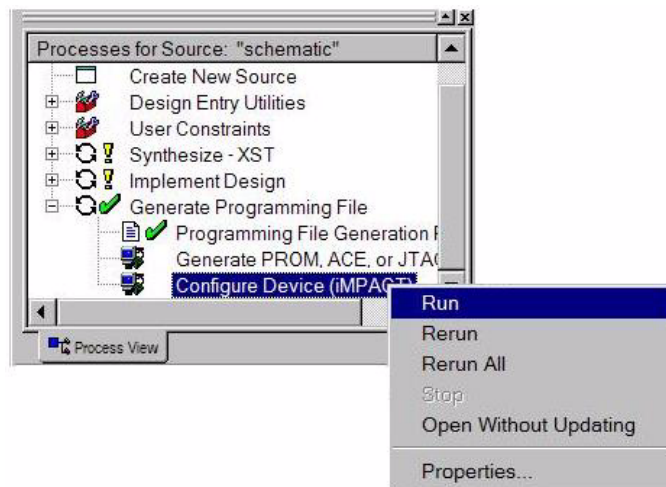 Processes for Source: "schematic"
Create New Source
Design Entry Utilities
User Constraints
Synthesize - XST
Implement Design
Generate Programming File
Programming File Generation
Generate PROM, ACE, or JTA
Configure Device (iMPACT)
Process View
Run
Rerun
Rerun All
Stop
Open Without Updating
Properties...